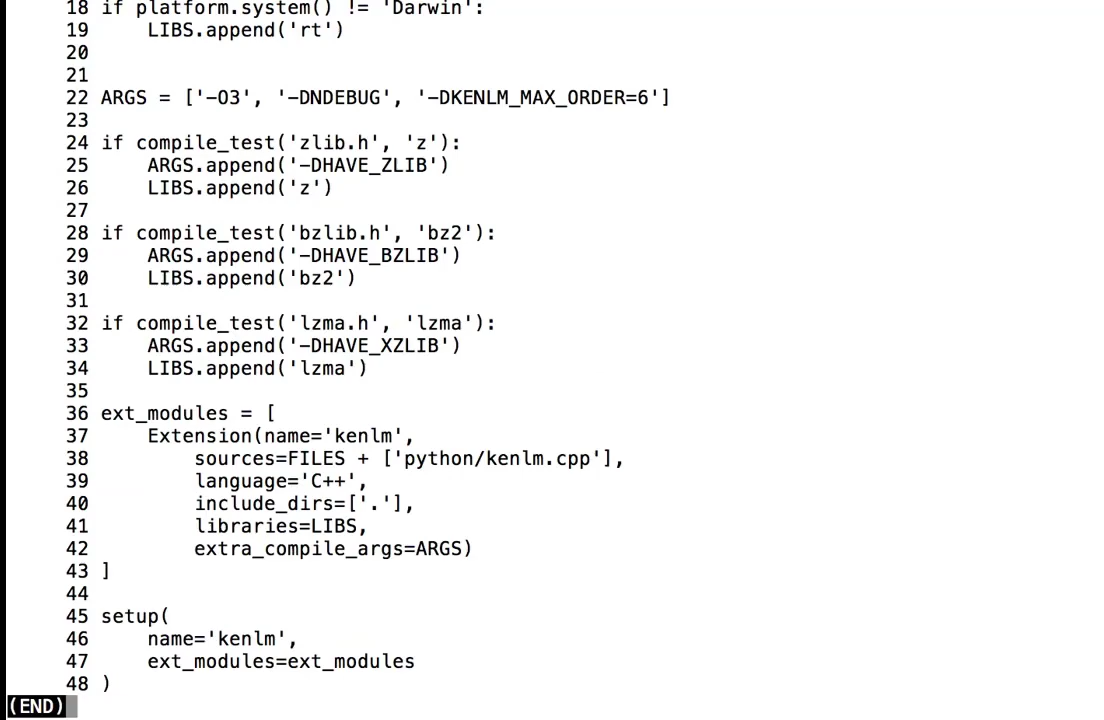 18 if platform.system() != 'Darwin':
19     LIBS.append('rt')
20
21
22 ARGS = ['-O3', '-DNDEBUG', '-DKENLM_MAX_ORDER=6']
23
24 if compile_test('zlib.h', 'z'):
25     ARGS.append('-DHAVE_ZLIB')
26     LIBS.append('z')
27
28 if compile_test('bzlib.h', 'bz2'):
29     ARGS.append('-DHAVE_BZLIB')
30     LIBS.append('bz2')
31
32 if compile_test('lzma.h', 'lzma'):
33     ARGS.append('-DHAVE_XZLIB')
34     LIBS.append('lzma')
35
36 ext_modules = [
37     Extension(name='kenlm',
38         sources=FILES + ['python/kenlm.cpp'],
39         language='C++',
40         include_dirs=['.'],
41         libraries=LIBS,
42         extra_compile_args=ARGS)
43 ]
44
45 setup(
46     name='kenlm',
47     ext_modules=ext_modules
48 )
(END)